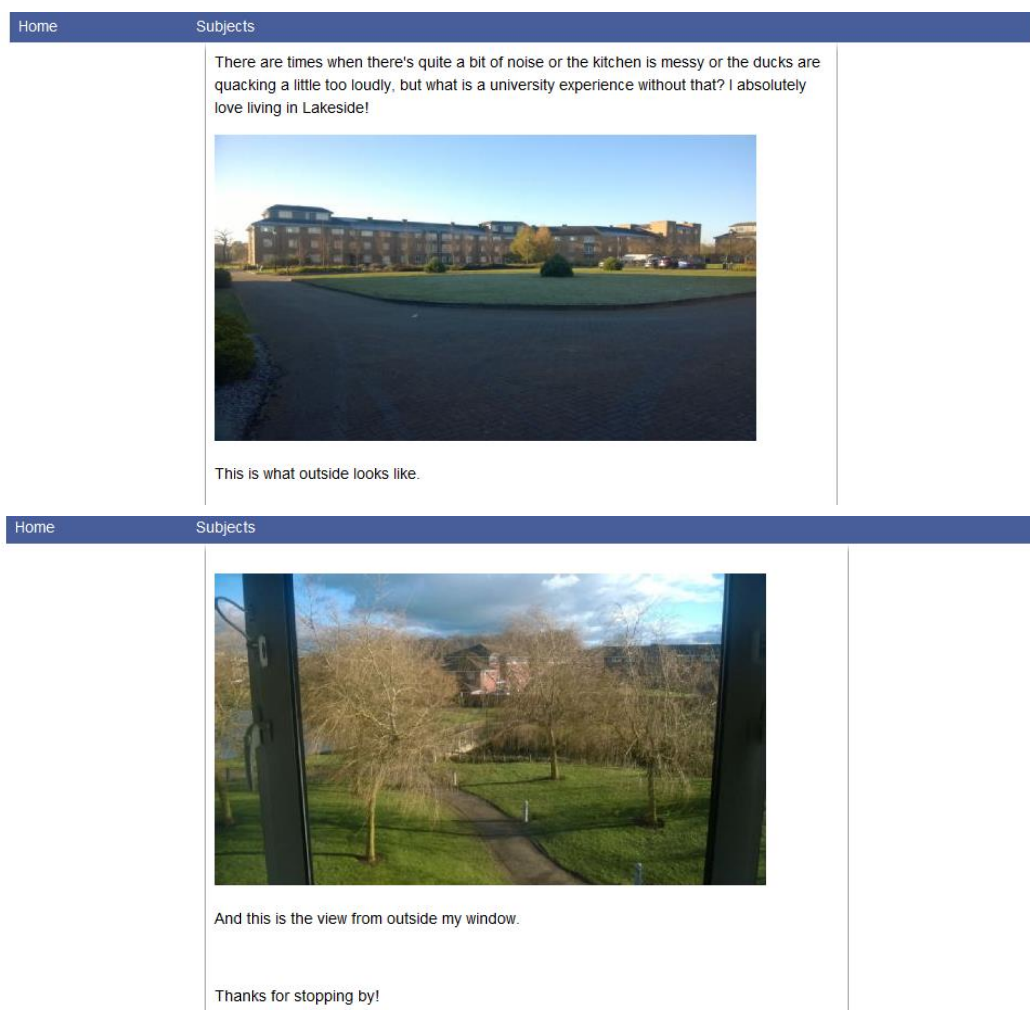 Home Subjects
There are times when there's quite a bit of noise or the kitchen is messy or the ducks are
quacking a little too loudly, but what is a university experience without that? I absolutely
love living in Lakeside!
This is what outside looks like.
Home Subjects
And this is the view from outside my window.
Thanks for stopping by!